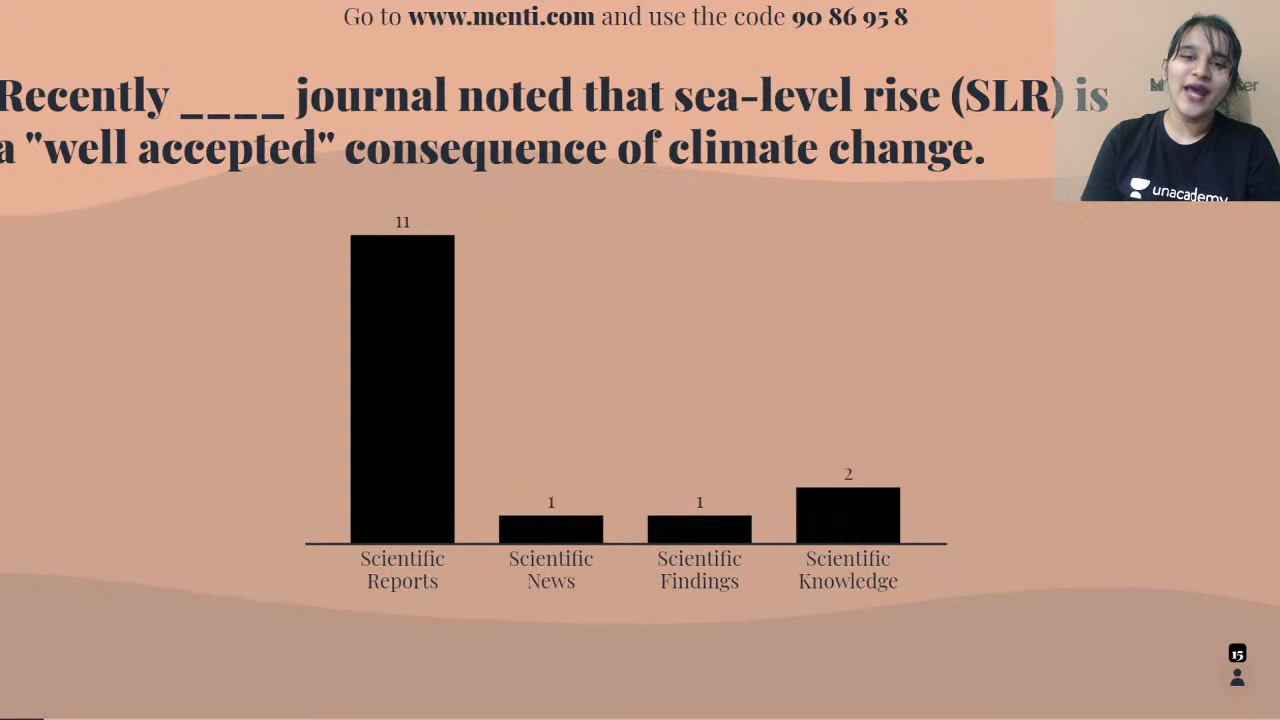 Go to www.menti.com and use the code 90 86 95 8
Recently ____ journal noted that sea-level rise (SLR) is
a "well accepted" consequence of climate change.
unacademy
11
1
1
2
Scientific Reports
Scientific News
Scientific Findings
Scientific Knowledge
15